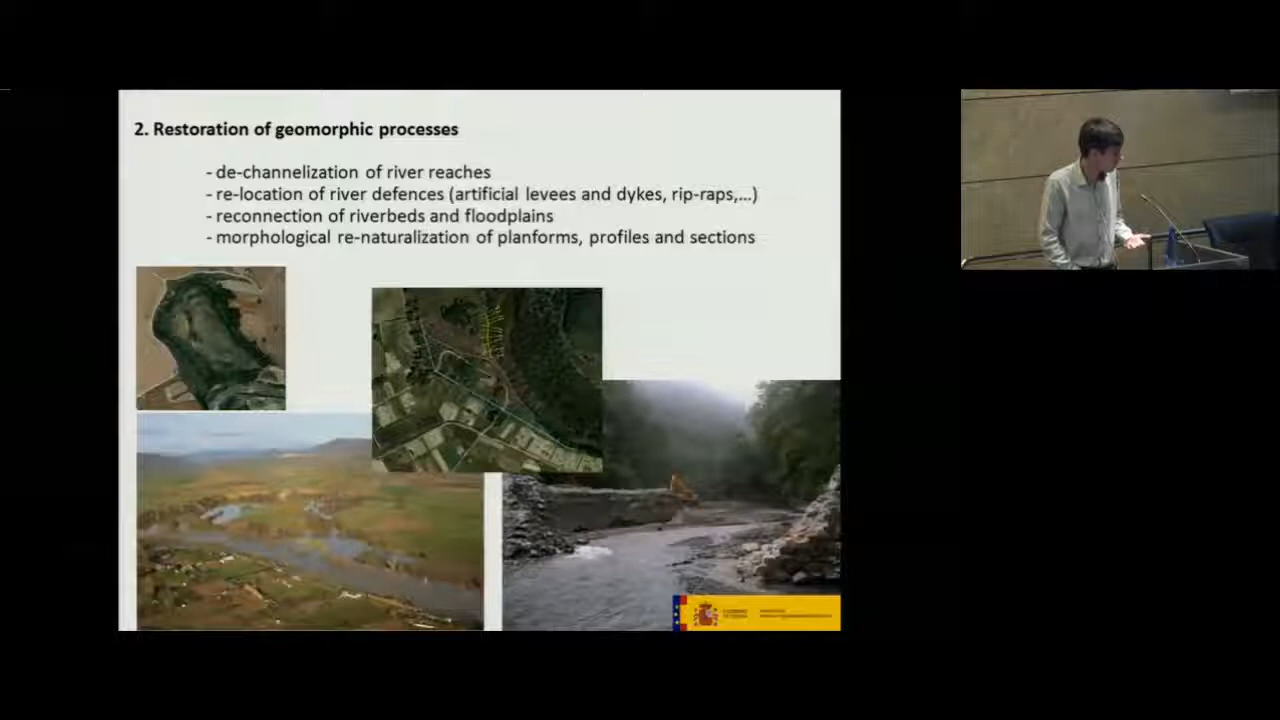 2. Restoration of geomorphic processes
- de-channelization of river reaches
- re-location of river defences (artificial levees and dykes, rip-raps,...)
- reconnection of riverbeds and floodplains
- morphological re-naturalization of planforms, profiles and sections